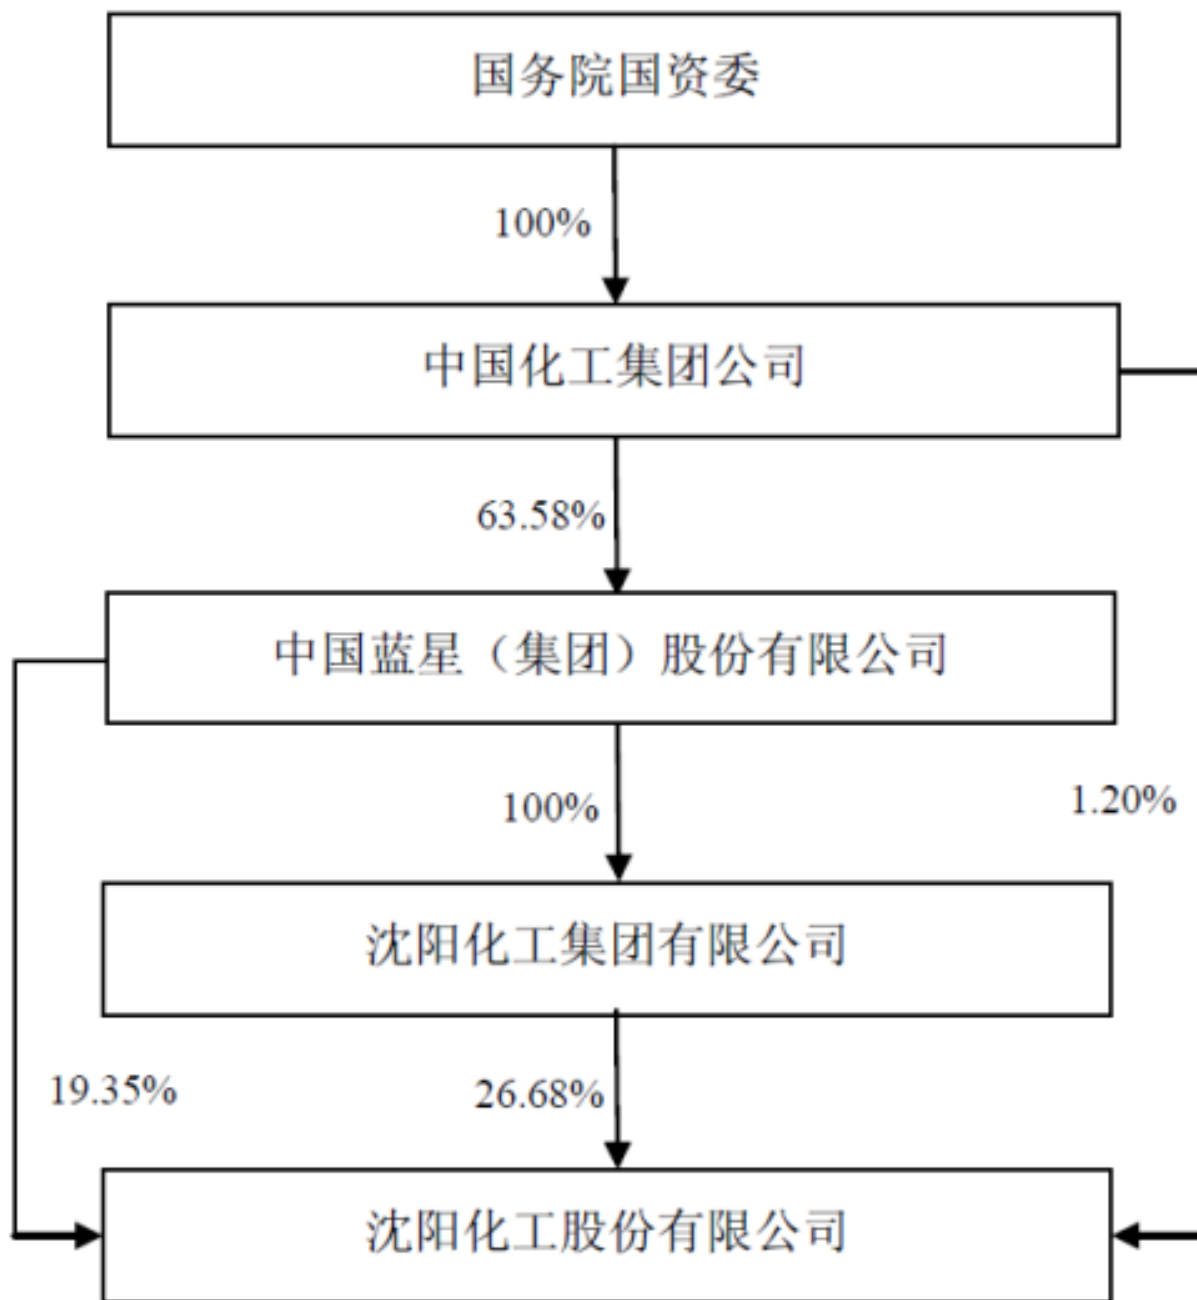 国务院国资委
100%
中国化工集团公司
63.58%
中国蓝星（集团）股份有限公司
100%
1.20%
沈阳化工集团有限公司
19.35%
26.68%
沈阳化工股份有限公司